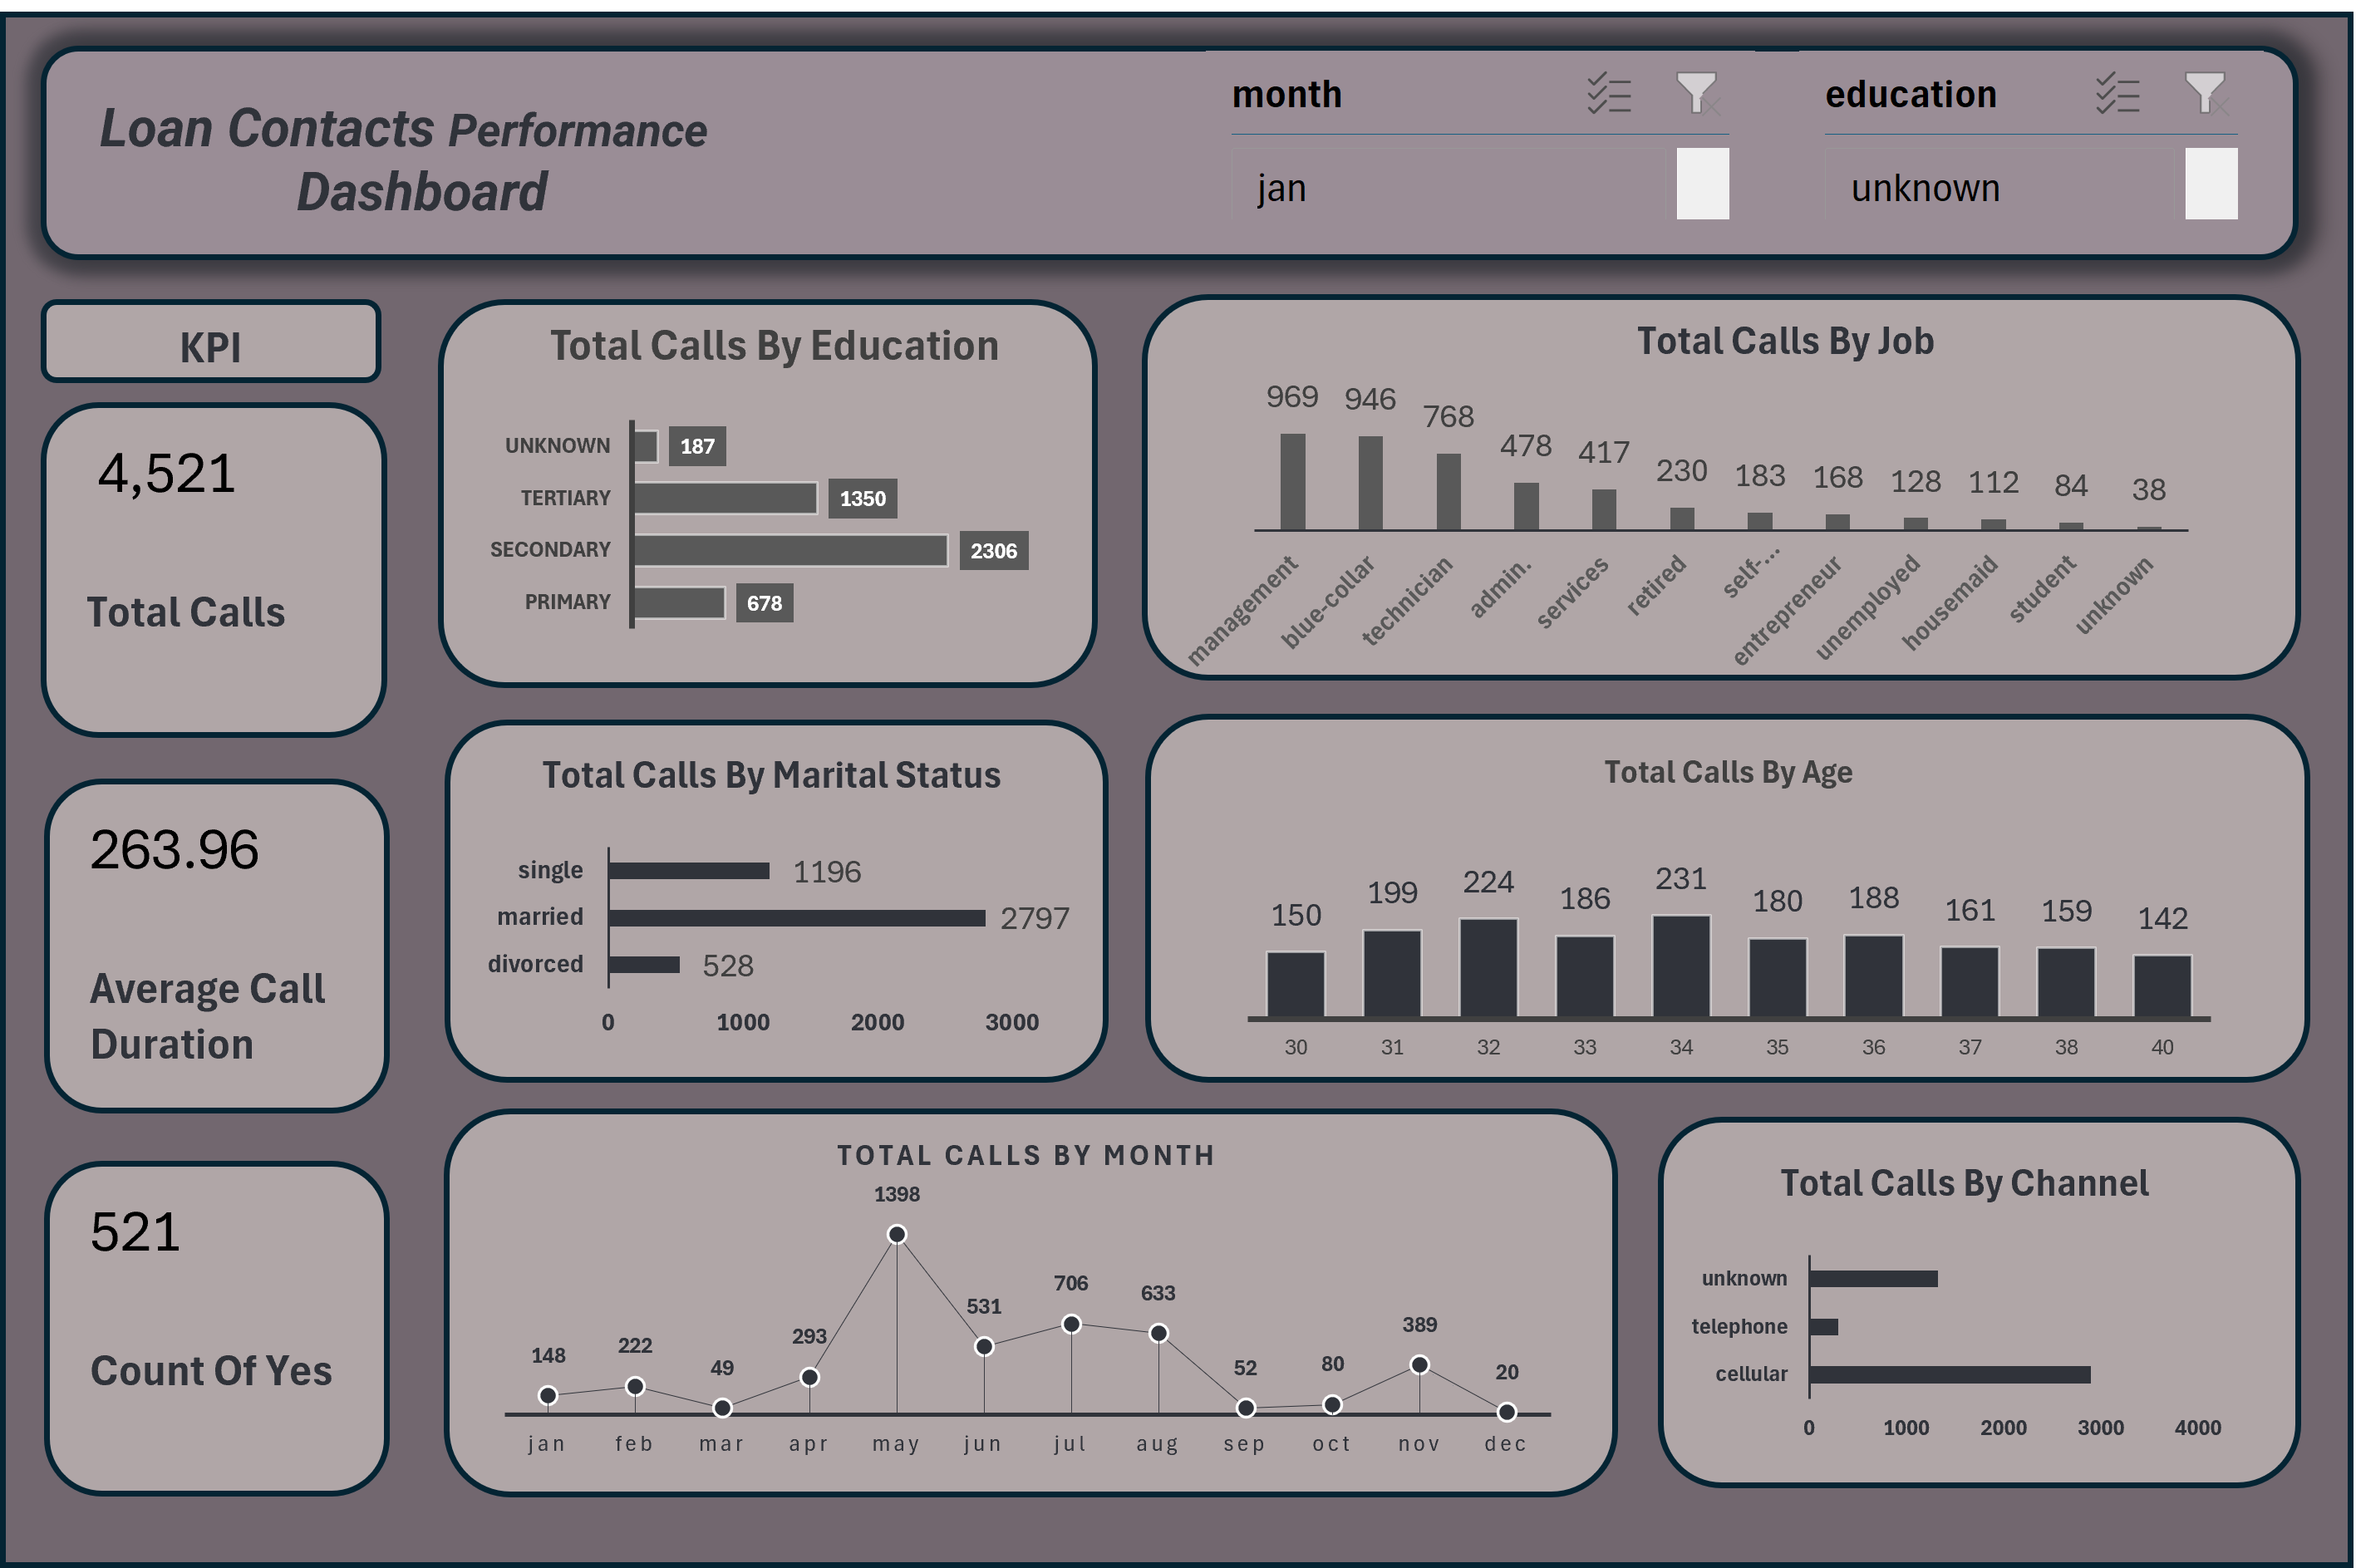 Loan Contacts Performance
Dashboard
month
jan
education
unknown
KPI
4,521
Total Calls
263.96
Average Call
Duration
521
Count Of Yes
Total Calls By Education
UNKNOWN 187
TERTIARY 1350
SECONDARY 2306
PRIMARY 678
Total Calls By Job
969 946 768 478 417 230 183 168 128 112 84 38
management blue-collar technician admin. services retired self-... entrepreneur unemployed housemaid student unknown
Total Calls By Marital Status
single 1196
married 2797
divorced 528
0 1000 2000 3000
Total Calls By Age
150 199 224 186 231 180 188 161 159 142
30 31 32 33 34 35 36 37 38 40
TOTAL CALLS BY MONTH
148 222 49 293 1398 531 706 633 52 80 389 20
jan feb mar apr may jun jul aug sep oct nov dec
Total Calls By Channel
unknown
telephone
cellular
0 1000 2000 3000 4000